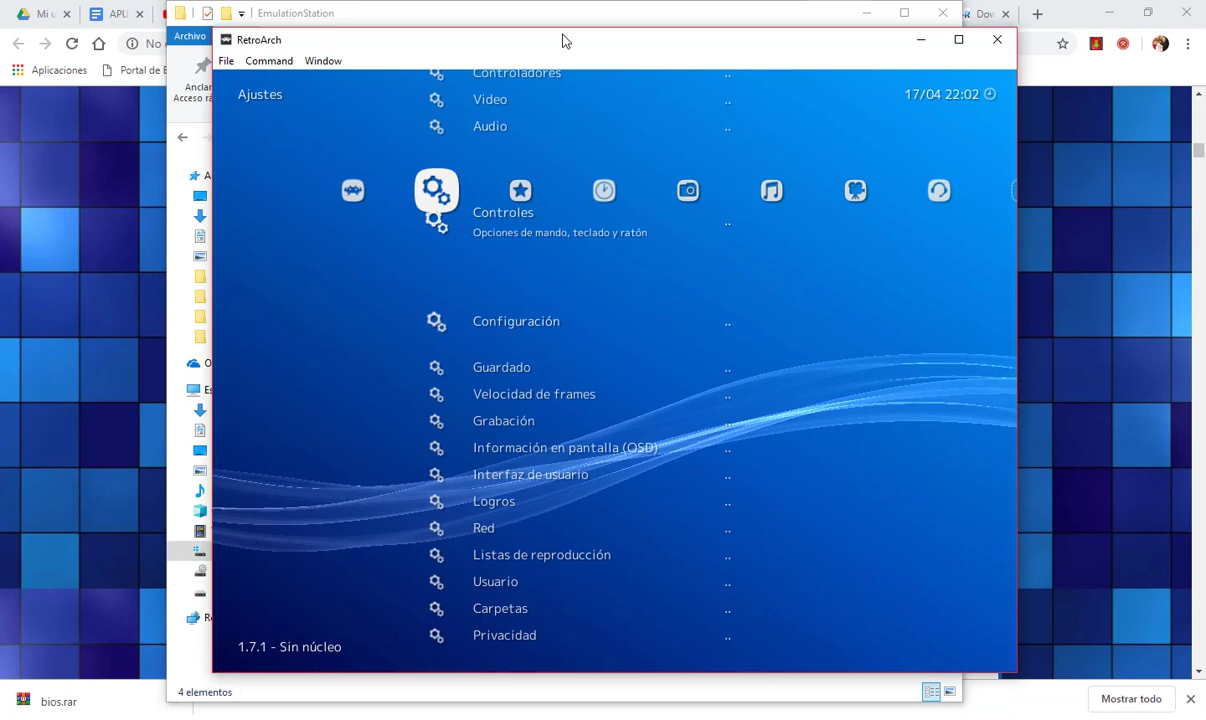 Mi u
APU
EmulationStation
Dow
No
Aplicaciones
Portal de E
Archivo
Anclar
Acceso rá
RetroArch
File Command Window
Ajustes
17/04 22:02
Controladores ..
Video ..
Audio ..
Controles ..
Opciones de mando, teclado y ratón
Configuración ..
Guardado ..
Velocidad de frames ..
Grabación ..
Información en pantalla (OSD) ..
Interfaz de usuario ..
Logros ..
Red ..
Listas de reproducción ..
Usuario ..
Carpetas ..
Privacidad ..
1.7.1 - Sin núcleo
4 elementos
bios.rar
Mostrar todo